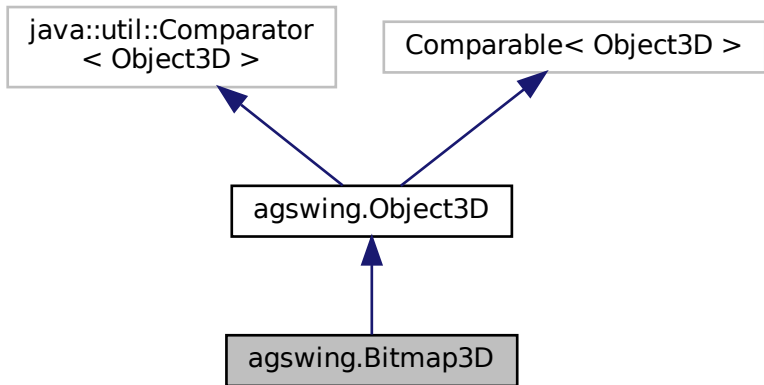 java::util::Comparator
< Object3D >
Comparable< Object3D >
agswing.Object3D
agswing.Bitmap3D